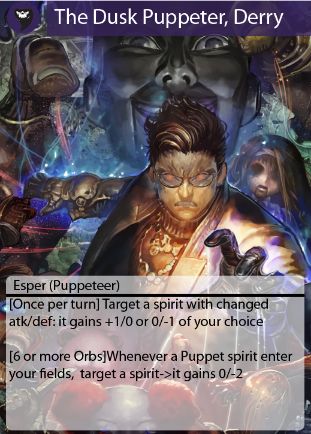 The Dusk Puppeter, Derry
Esper (Puppeteer)
[Once per turn] Target a spirit with changed
atk/def: it gains +1/0 or 0/-1 of your choice
[6 or more Orbs]Whenever a Puppet spirit enter
your fields,  target a spirit->it gains 0/-2